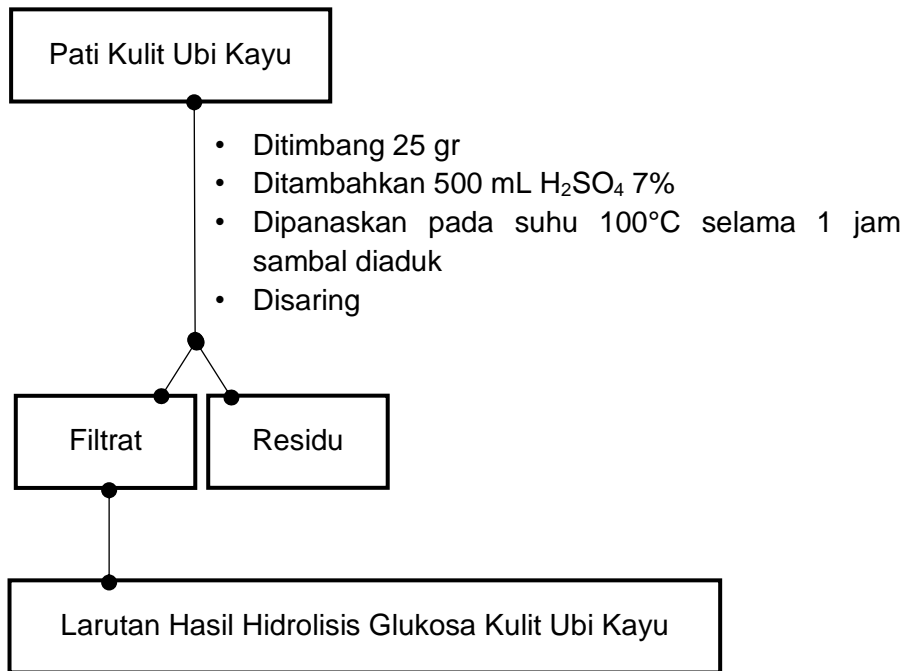 Pati Kulit Ubi Kayu
• Ditimbang 25 gr
• Ditambahkan 500 mL H₂SO₄ 7%
• Dipanaskan pada suhu 100°C selama 1 jam
sambal diaduk
• Disaring
Filtrat
Residu
Larutan Hasil Hidrolisis Glukosa Kulit Ubi Kayu